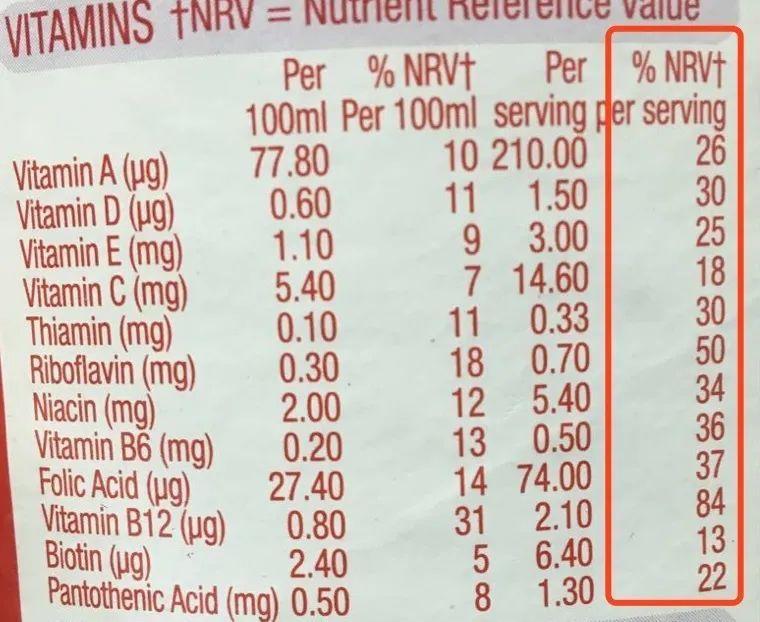 VITAMINS †NRV = Nutrient Reference Value
Per % NRV† Per % NRV†
100ml Per 100ml serving per serving
Vitamin A (µg) 77.80 10 210.00 26
Vitamin D (µg) 0.60 11 1.50 30
Vitamin E (mg) 1.10 9 3.00 25
Vitamin C (mg) 5.40 7 14.60 18
Thiamin (mg) 0.10 11 0.33 30
Riboflavin (mg) 0.30 18 0.70 50
Niacin (mg) 2.00 12 5.40 34
Vitamin B6 (mg) 0.20 13 0.50 36
Folic Acid (µg) 27.40 14 74.00 37
Vitamin B12 (µg) 0.80 31 2.10 84
Biotin (µg) 2.40 5 6.40 13
Pantothenic Acid (mg) 0.50 8 1.30 22